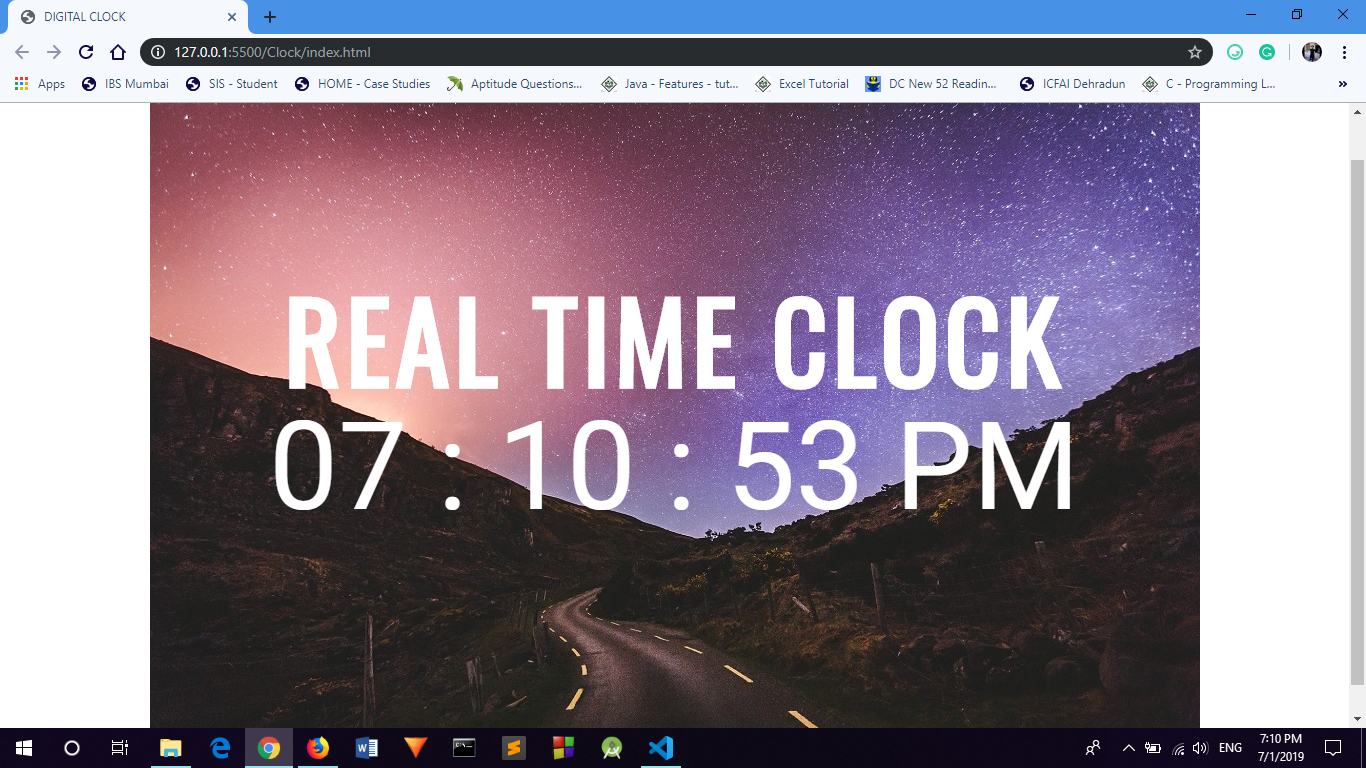 DIGITAL CLOCK
127.0.0.1:5500/Clock/index.html
Apps
IBS Mumbai
SIS - Student
HOME - Case Studies
Aptitude Questions...
Java - Features - tut...
Excel Tutorial
DC New 52 Readin...
ICFAI Dehradun
C - Programming L...
REAL TIME CLOCK
07 : 10 : 53 PM
ENG
7:10 PM
7/1/2019